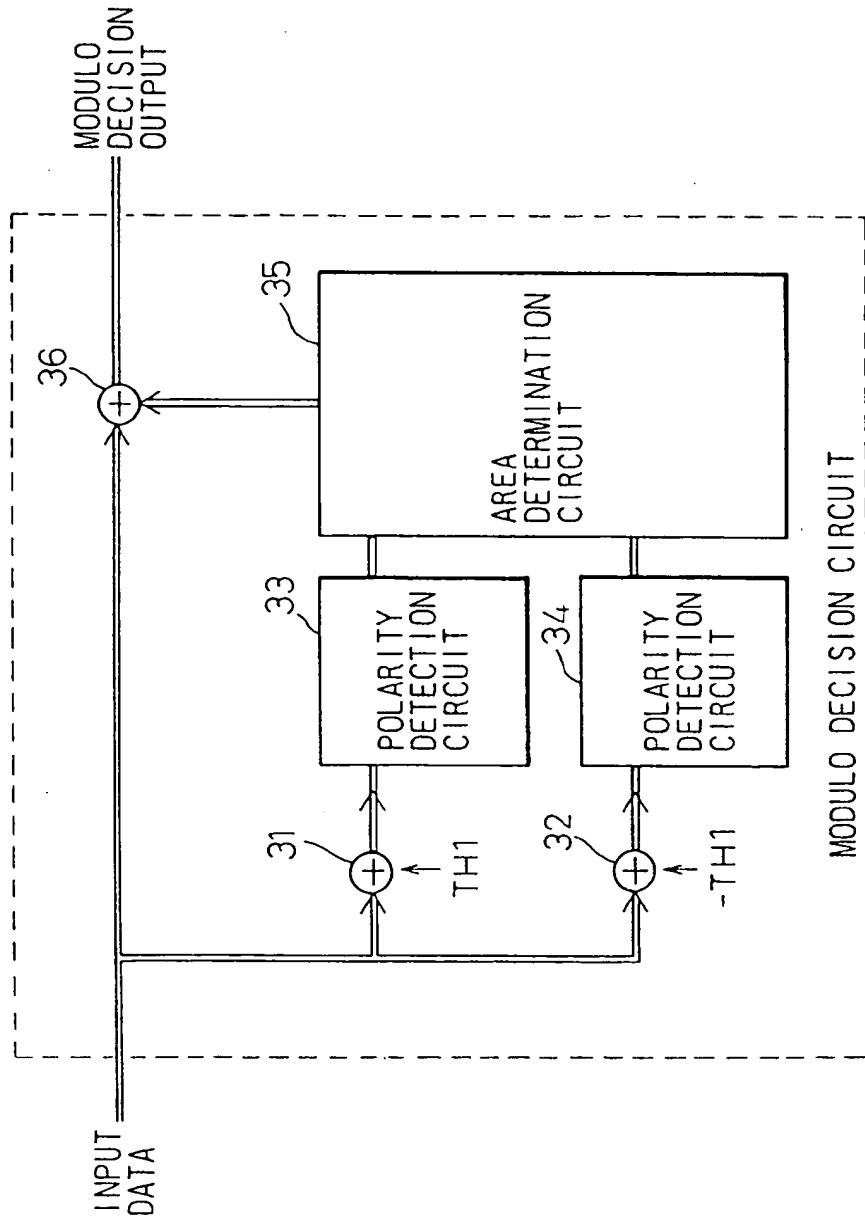 INPUT
DATA
MODULO
DECISION
OUTPUT
36
31
TH1
33
POLARITY
DETECTION
CIRCUIT
35
AREA
DETERMINATION
CIRCUIT
32
-TH1
34
POLARITY
DETECTION
CIRCUIT
MODULO DECISION CIRCUIT